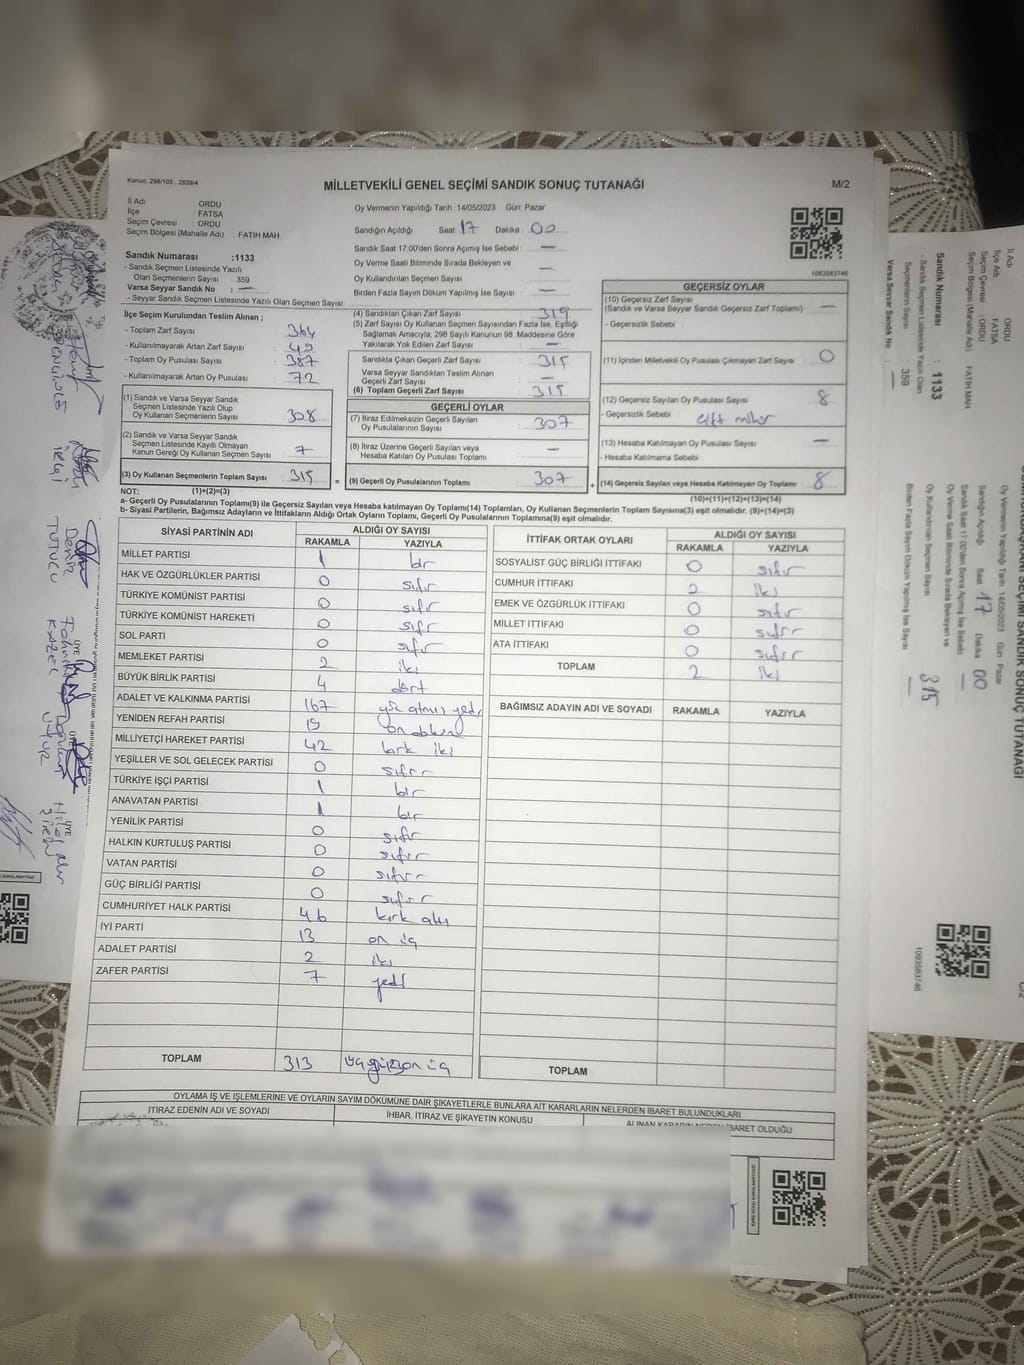 Kanun: 298/105 , 2839/4
MİLLETVEKİLİ GENEL SEÇİMİ SANDIK SONUÇ TUTANAĞI
M/2
İl Adı : ORDU
İlçe : FATSA
Seçim Çevresi : ORDU
Seçim Bölgesi (Mahalle Adı) : FATIH MAH
Oy Vermenin Yapıldığı Tarih :14/05/2023 Gün: Pazar
Sandığın Açıldığı Saat 17 Dakika 00
Sandık Saat 17:00'den Sonra Açılmış İse Sebebi : —
Oy Verme Saati Bitiminde Sırada Bekleyen ve
Oy Kullandırılan Seçmen Sayısı : —
Birden Fazla Sayım Döküm Yapılmış İse Sayısı : —
1083583746
Sandık Numarası :1133
- Sandık Seçmen Listesinde Yazılı
Olan Seçmenlerin Sayısı : 359
Varsa Seyyar Sandık No : —
- Seyyar Sandık Seçmen Listesinde Yazılı Olan Seçmen Sayısı:
İlçe Seçim Kurulundan Teslim Alınan ;
- Toplam Zarf Sayısı : 364
- Kullanılmayarak Artan Zarf Sayısı : 49
- Toplam Oy Pusulası Sayısı : 387
- Kullanılmayarak Artan Oy Pusulası : 72
(1) Sandık ve Varsa Seyyar Sandık
Seçmen Listesinde Yazılı Olup
Oy Kullanan Seçmenlerin Sayısı : 308
(2) Sandık ve Varsa Seyyar Sandık
Seçmen Listesinde Kayıtlı Olmayan
Kanun Gereği Oy Kullanan Seçmen Sayısı : 7
(3) Oy Kullanan Seçmenlerin Toplam Sayısı : 315
(1)+(2)=(3)
(4) Sandıktan Çıkan Zarf Sayısı :
(5) Zarf Sayısı Oy Kullanan Seçmen Sayısından Fazla İse, Eşitliği
Sağlamak Amacıyla; 298 Sayılı Kanunun 98. Maddesine Göre
Yakılarak Yok Edilen Zarf Sayısı : —
Sandıkta Çıkan Geçerli Zarf Sayısı : 315
Varsa Seyyar Sandıktan Teslim Alınan
Geçerli Zarf Sayısı : —
(6) Toplam Geçerli Zarf Sayısı : 315
GEÇERLİ OYLAR
(7) İtiraz Edilmeksizin Geçerli Sayılan
Oy Pusulalarının Sayısı : 307
(8) İtiraz Üzerine Geçerli Sayılan veya
Hesaba Katılan Oy Pusulası Toplamı : —
= (9) Geçerli Oy Pusulalarının Toplamı : 307
GEÇERSİZ OYLAR
(10) Geçersiz Zarf Sayısı
(Sandık ve Varsa Seyyar Sandık Geçersiz Zarf Toplamı) : —
- Geçersizlik Sebebi :
(11) İçinden Milletvekili Oy Pusulası Çıkmayan Zarf Sayısı : 0
(12) Geçersiz Sayılan Oy Pusulası Sayısı : 8
- Geçersizlik Sebebi : çift mühür
(13) Hesaba Katılmayan Oy Pusulası Sayısı : —
- Hesaba Katılmama Sebebi :
+ (14) Geçersiz Sayılan veya Hesaba Katılmayan Oy Toplamı : 8
(10)+(11)+(12)+(13)=(14)
NOT:
a- Geçerli Oy Pusulalarının Toplamı(9) ile Geçersiz Sayılan veya Hesaba katılmayan Oy Toplamı(14) Toplamları, Oy Kullanan Seçmenlerin Toplam Sayısına(3) eşit olmalıdır. (9)+(14)=(3)
b- Siyasi Partilerin, Bağımsız Adayların ve İttifakların Aldığı Ortak Oyların Toplamı, Geçerli Oy Pusulalarının Toplamına(9) eşit olmalıdır.
SİYASİ PARTİNİN ADI ALDIĞI OY SAYISI
RAKAMLA YAZIYLA
MİLLET PARTİSİ 1 bir
HAK VE ÖZGÜRLÜKLER PARTİSİ 0 sıfır
TÜRKİYE KOMÜNİST PARTİSİ 0 sıfır
TÜRKİYE KOMÜNİST HAREKETİ 0 sıfır
SOL PARTİ 0 sıfır
MEMLEKET PARTİSİ 2 iki
BÜYÜK BİRLİK PARTİSİ 4 dört
ADALET VE KALKINMA PARTİSİ 167 yüz atmış yedi
YENİDEN REFAH PARTİSİ
MİLLİYETÇİ HAREKET PARTİSİ 42 kırk iki
YEŞİLLER VE SOL GELECEK PARTİSİ 0 sıfır
TÜRKİYE İŞÇİ PARTİSİ 1 bir
ANAVATAN PARTİSİ 1 bir
YENİLİK PARTİSİ 0 sıfır
HALKIN KURTULUŞ PARTİSİ 0 sıfır
VATAN PARTİSİ 0 sıfır
GÜÇ BİRLİĞİ PARTİSİ 0 sıfır
CUMHURİYET HALK PARTİSİ 46 kırk altı
İYİ PARTİ 13 on üç
ADALET PARTİSİ 2 iki
ZAFER PARTİSİ 7 yedi
TOPLAM 313 üçyüzon üç
İTTİFAK ORTAK OYLARI ALDIĞI OY SAYISI
RAKAMLA YAZIYLA
SOSYALİST GÜÇ BİRLİĞİ İTTİFAKI 0 sıfır
CUMHUR İTTİFAKI 2 iki
EMEK VE ÖZGÜRLÜK İTTİFAKI 0 sıfır
MİLLET İTTİFAKI 0 sıfır
ATA İTTİFAKI 0 sıfır
TOPLAM 2 iki
BAĞIMSIZ ADAYIN ADI VE SOYADI RAKAMLA YAZIYLA
TOPLAM
OYLAMA İŞ VE İŞLEMLERİNE VE OYLARIN SAYIM DÖKÜMÜNE DAİR ŞİKAYETLERLE BUNLARA AİT KARARLARIN NELERDEN İBARET BULUNDUKLARI
İTİRAZ EDENİN ADI VE SOYADI
İHBAR, İTİRAZ VE ŞİKAYETİN KONUSU
ALINAN KARARIN NEDEN İBARET OLDUĞU
İl Adı : ORDU
İlçe Adı : FATSA
Seçim Çevresi : ORDU
Seçim Bölgesi (Mahalle Adı) FATIH MAH
Sandık Numarası : 1133
- Sandık Seçmen Listesinde Yazılı Olan
Seçmenlerin Sayısı : 359
Varsa Seyyar Sandık No : —
Oy Vermenin Yapıldığı Tarih: 14/05/2023 Gün: Pazar
Sandığın Açıldığı Saat 17 Dakika 00
Sandık Saat 17:00'den Sonra Açılmış İse Sebebi : —
Oy Verme Saati Bitiminde Sırada Bekleyen ve
Oy Kullandırılan Seçmen Sayısı : 315
Birden Fazla Sayım Döküm Yapılmış İse Sayısı : —
SEÇİMİ SANDIK SONUÇ TUTANAĞI
1093583746
ÜYE
ÜYE
ÜYE
Deniz
TUTUCU